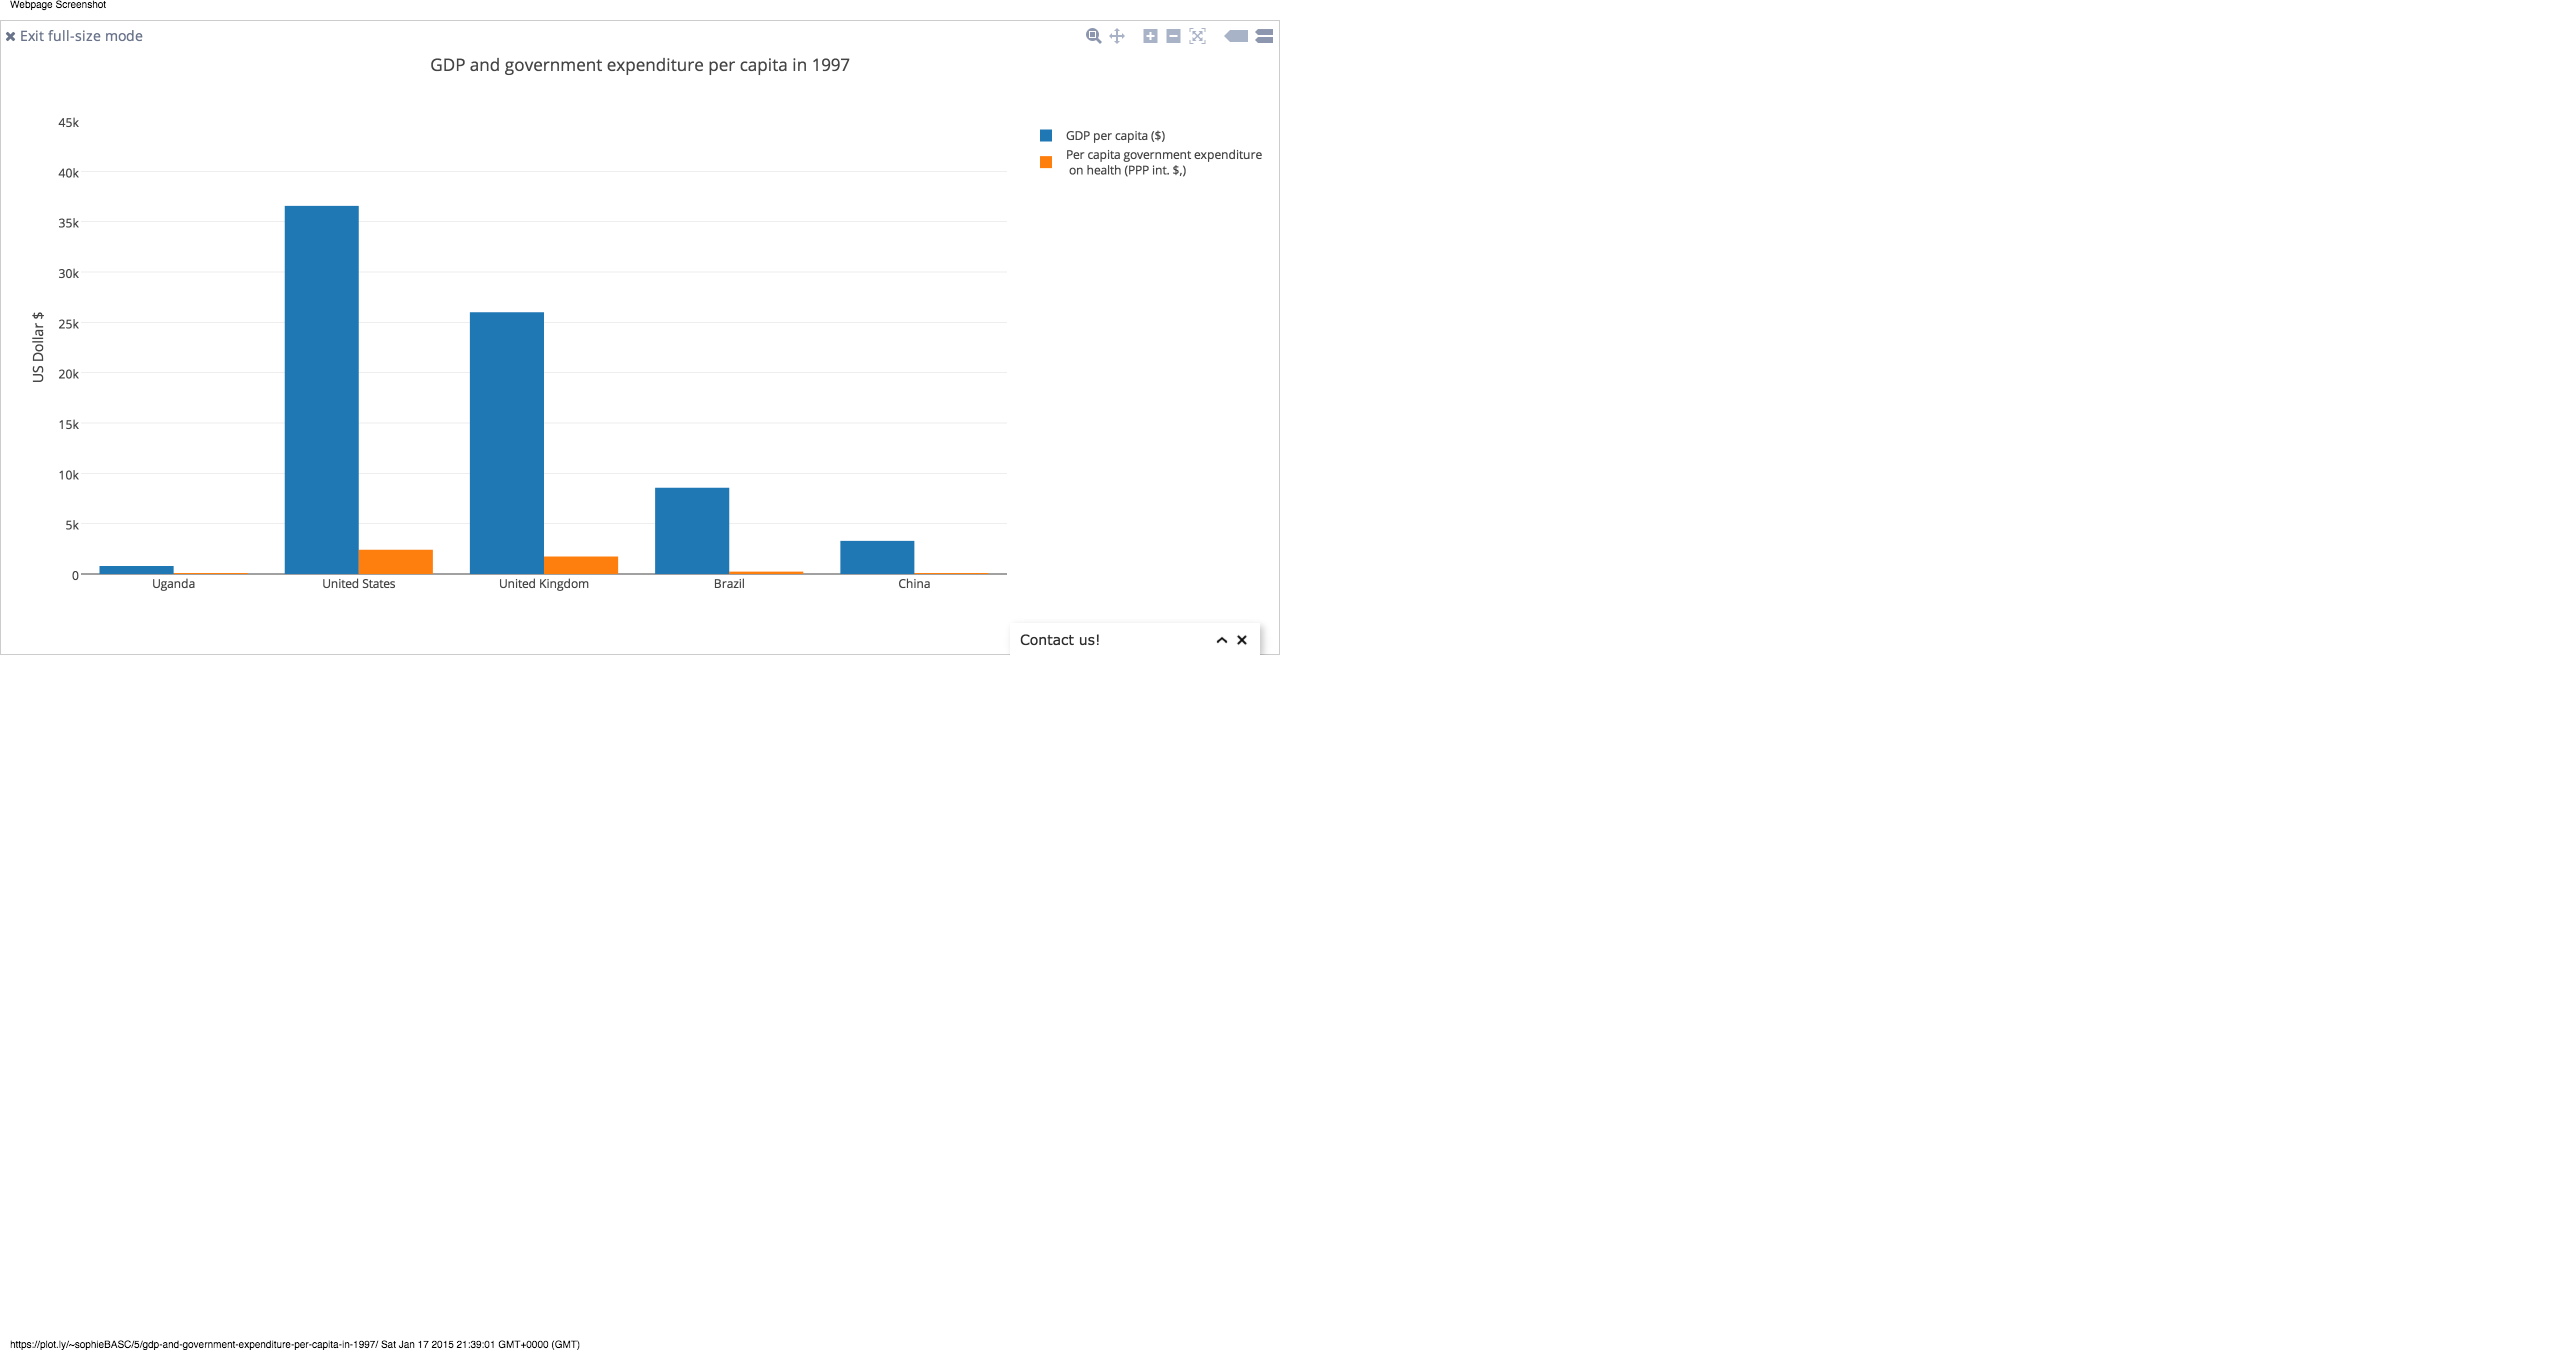 Webpage Screenshot
Exit full-size mode
GDP and government expenditure per capita in 1997
45k
40k
35k
30k
25k
20k
15k
10k
5k
0
US Dollar $
Uganda
United States
United Kingdom
Brazil
China
GDP per capita ($)
Per capita government expenditure
on health (PPP int. $,)
Contact us!
https://plot.ly/~sophieBASC/5/gdp-and-government-expenditure-per-capita-in-1997/ Sat Jan 17 2015 21:39:01 GMT+0000 (GMT)